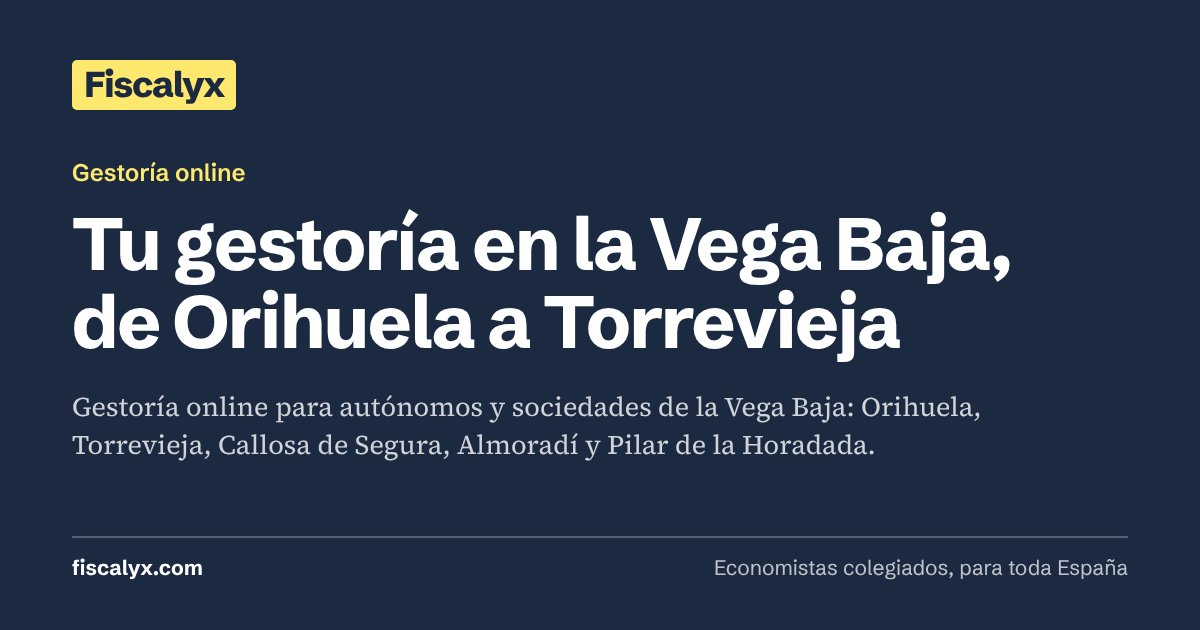 Fiscalyx
Gestoría online
Tu gestoría en la Vega Baja,
de Orihuela a Torrevieja
Gestoría online para autónomos y sociedades de la Vega Baja: Orihuela,
Torrevieja, Callosa de Segura, Almoradí y Pilar de la Horadada.
fiscalyx.com
Economistas colegiados, para toda España